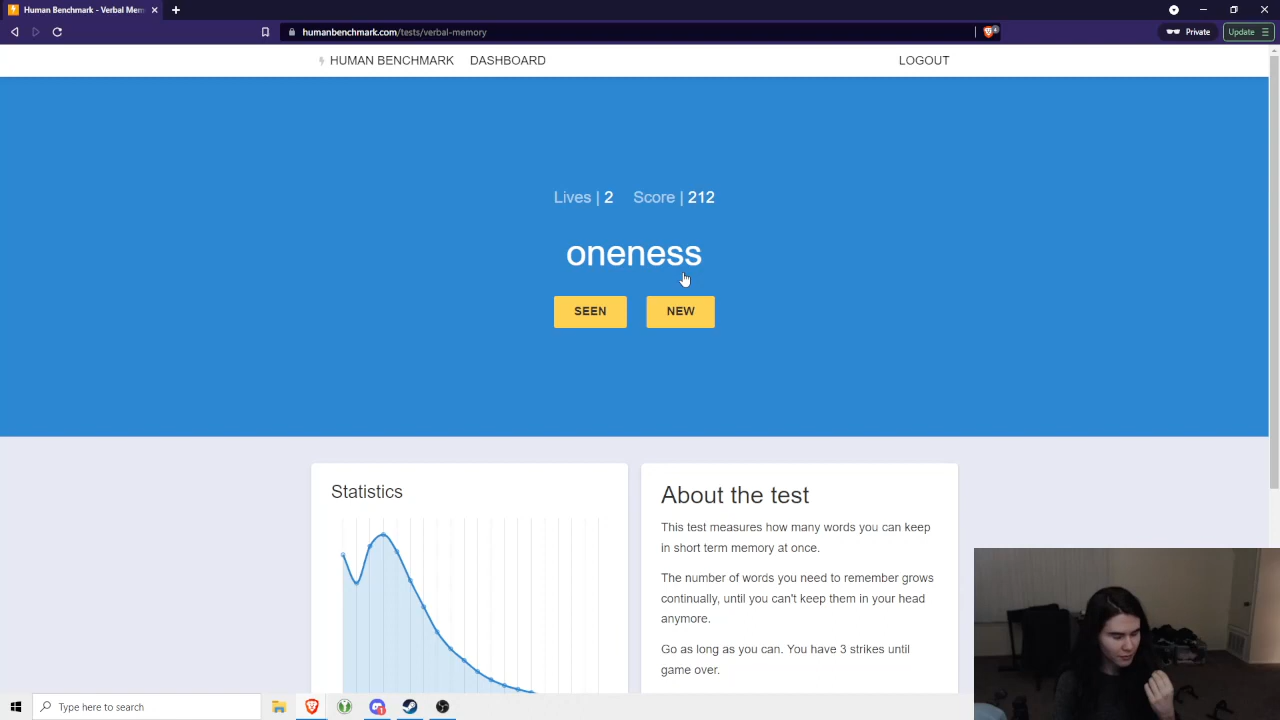 Human Benchmark - Verbal Mem
humanbenchmark.com/tests/verbal-memory
4
Private
Update
HUMAN BENCHMARK
DASHBOARD
LOGOUT
Lives | 2
Score | 212
oneness
SEEN
NEW
Statistics
About the test
This test measures how many words you can keep
in short term memory at once.
The number of words you need to remember grows
continually, until you can't keep them in your head
anymore.
Go as long as you can. You have 3 strikes until
game over.
Type here to search